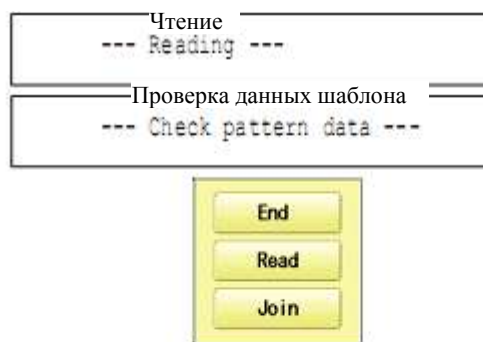 Чтение
--- Reading ---
Проверка данных шаблона
--- Check pattern data ---
End
Read
Join